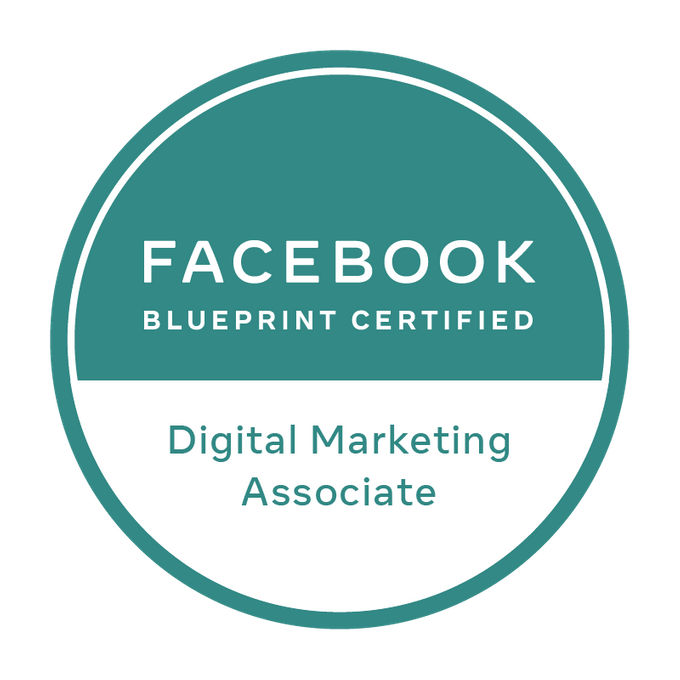 FACEBOOK
BLUEPRINT CERTIFIED
Digital Marketing
Associate